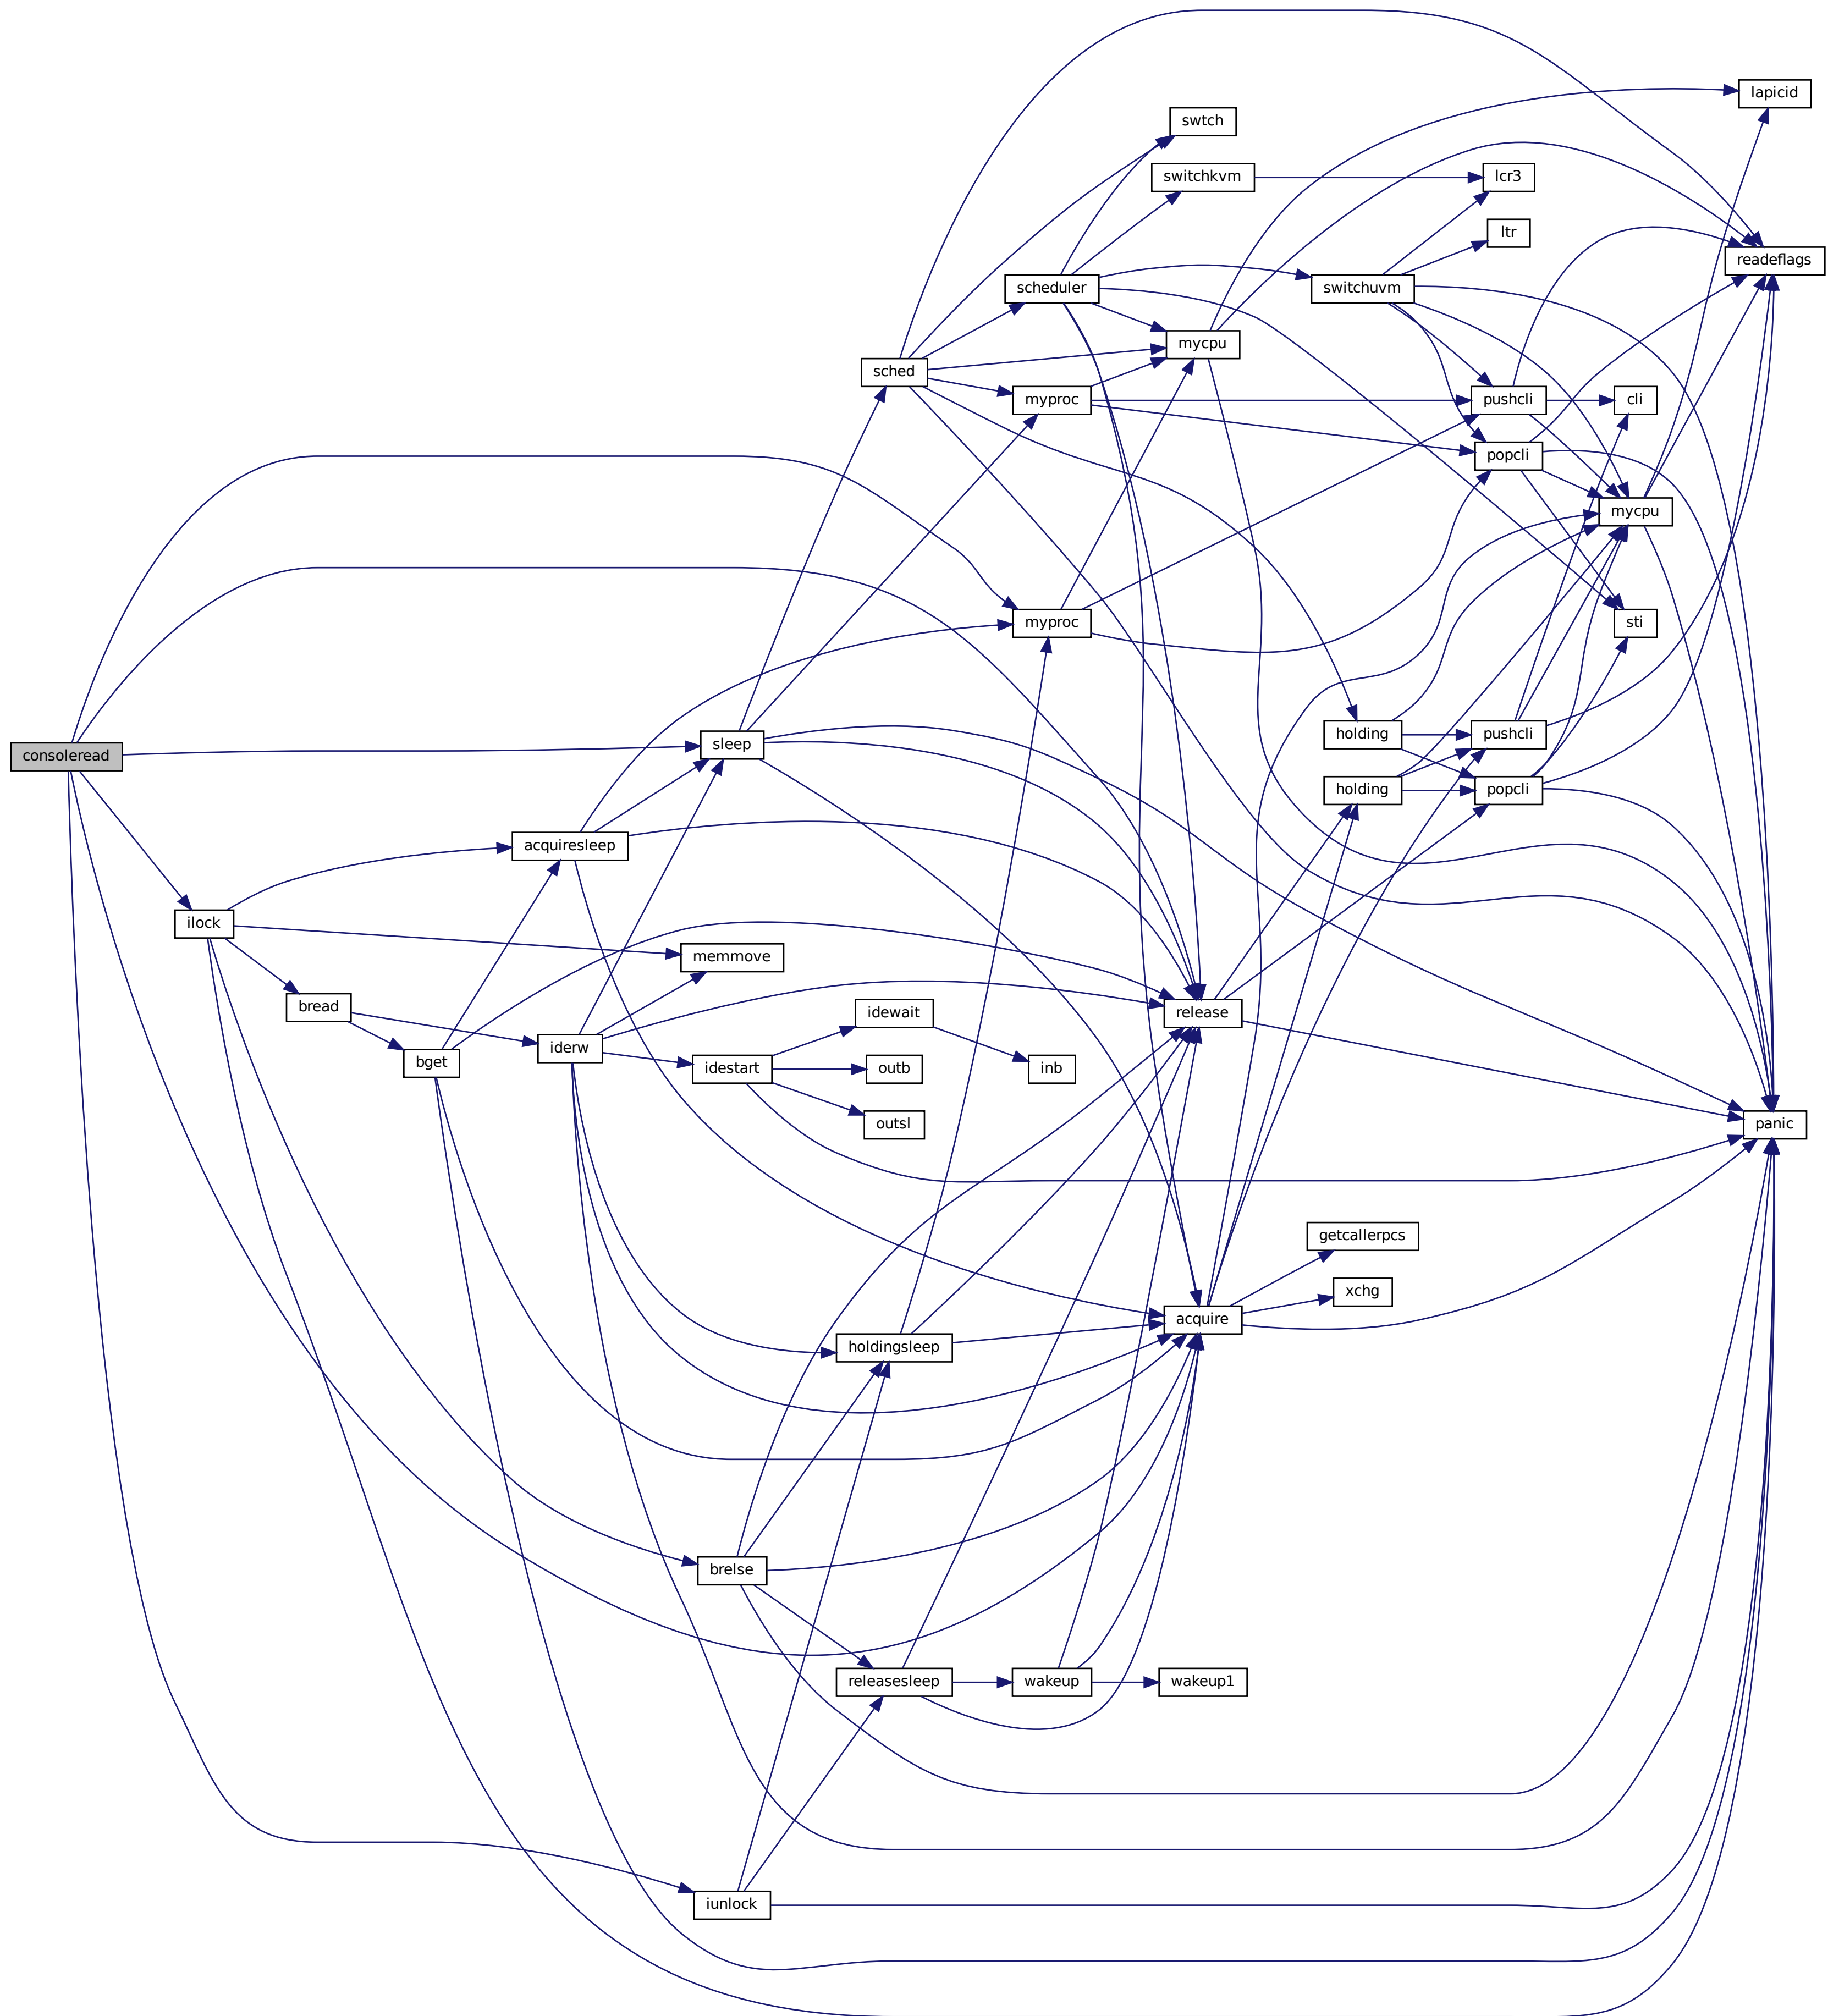 lapicid
swtch
switchkvm
lcr3
ltr
readeflags
scheduler
switchuvm
mycpu
sched
myproc
pushcli
cli
popcli
mycpu
myproc
sti
consoleread
sleep
holding
pushcli
holding
popcli
acquiresleep
ilock
memmove
bread
release
idewait
iderw
bget
idestart
outb
inb
outsl
panic
getcallerpcs
xchg
acquire
holdingsleep
brelse
releasesleep
wakeup
wakeup1
iunlock